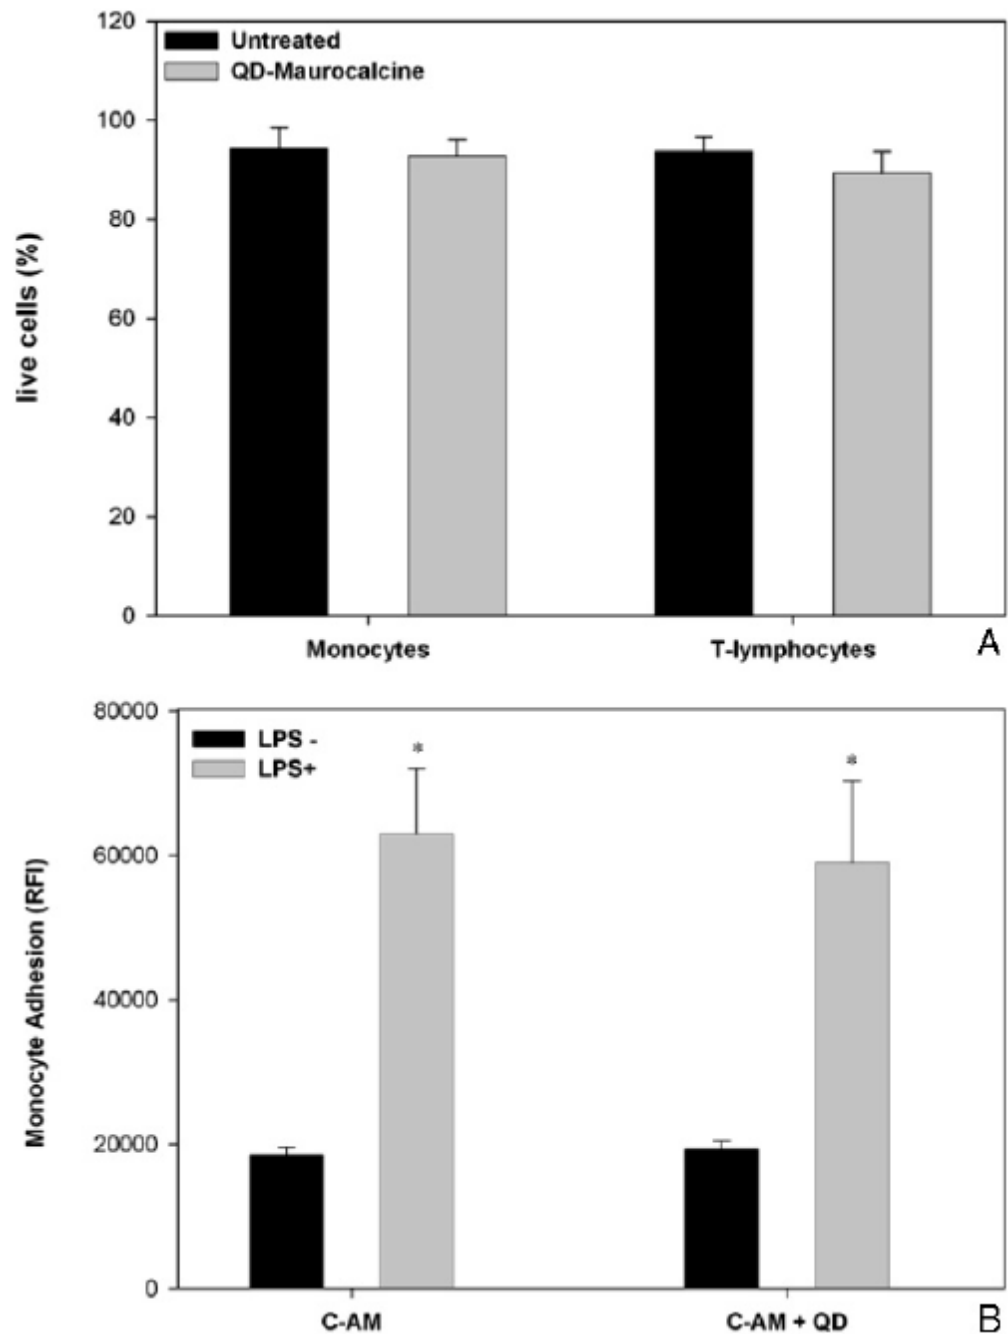 120
Untreated
QD-Maurocalcine
100
80
live cells (%)
60
40
20
0
Monocytes
T-lymphocytes
A
80000
LPS -
*
LPS+
*
60000
Monocyte Adhesion (RFI)
40000
20000
0
C-AM
C-AM + QD
B